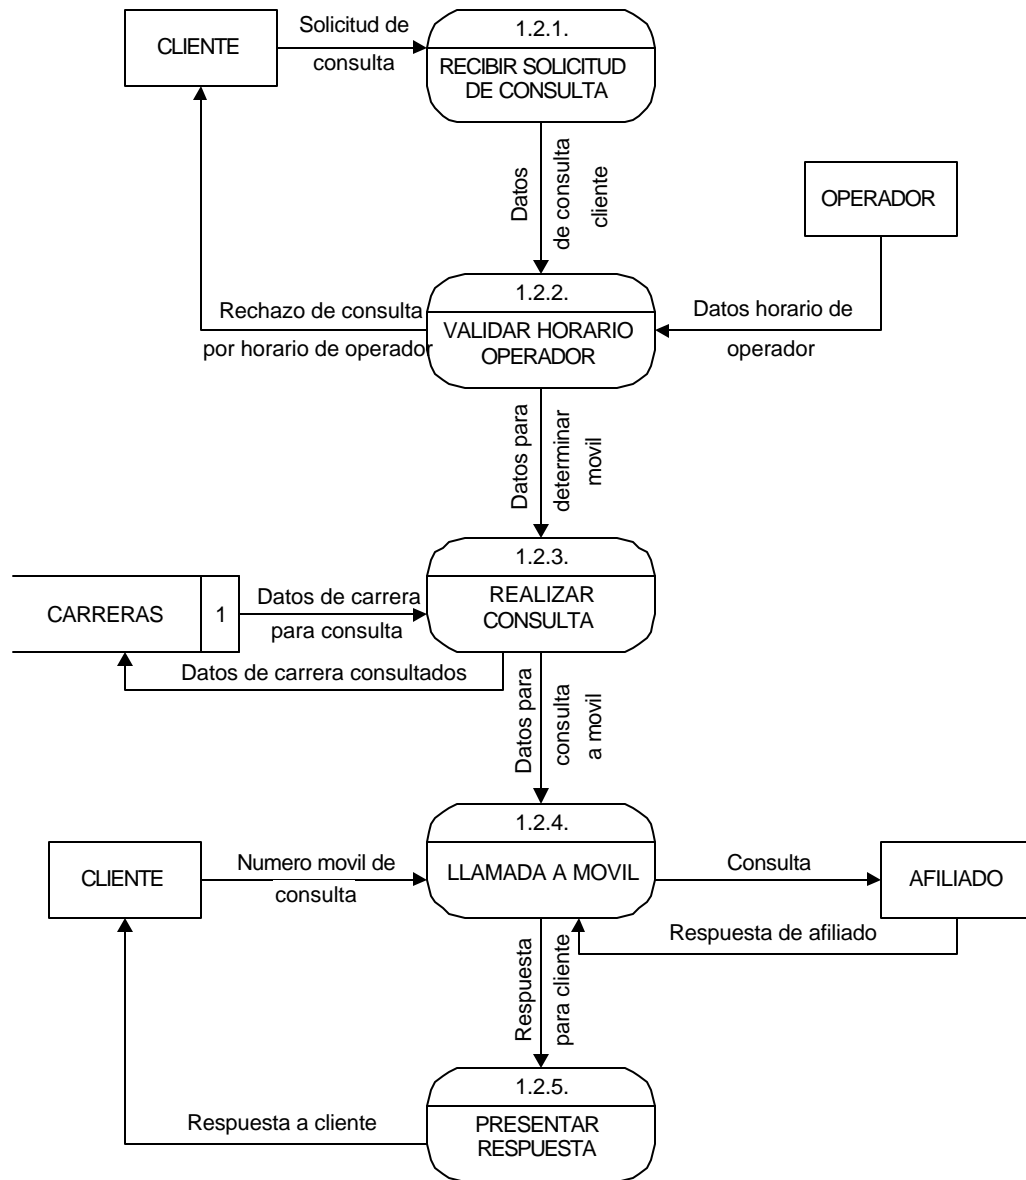 CLIENTE
Solicitud de
consulta
1.2.1.
RECIBIR SOLICITUD
DE CONSULTA
Datos
de consulta
cliente
OPERADOR
1.2.2.
VALIDAR HORARIO
OPERADOR
Rechazo de consulta
por horario de operador
Datos horario de
operador
Datos para
determinar
movil
1.2.3.
REALIZAR
CONSULTA
CARRERAS
1
Datos de carrera
para consulta
Datos de carrera consultados
Datos para
consulta
a movil
1.2.4.
LLAMADA A MOVIL
CLIENTE
Numero movil de
consulta
Consulta
AFILIADO
Respuesta de afiliado
Respuesta
para cliente
1.2.5.
PRESENTAR
RESPUESTA
Respuesta a cliente